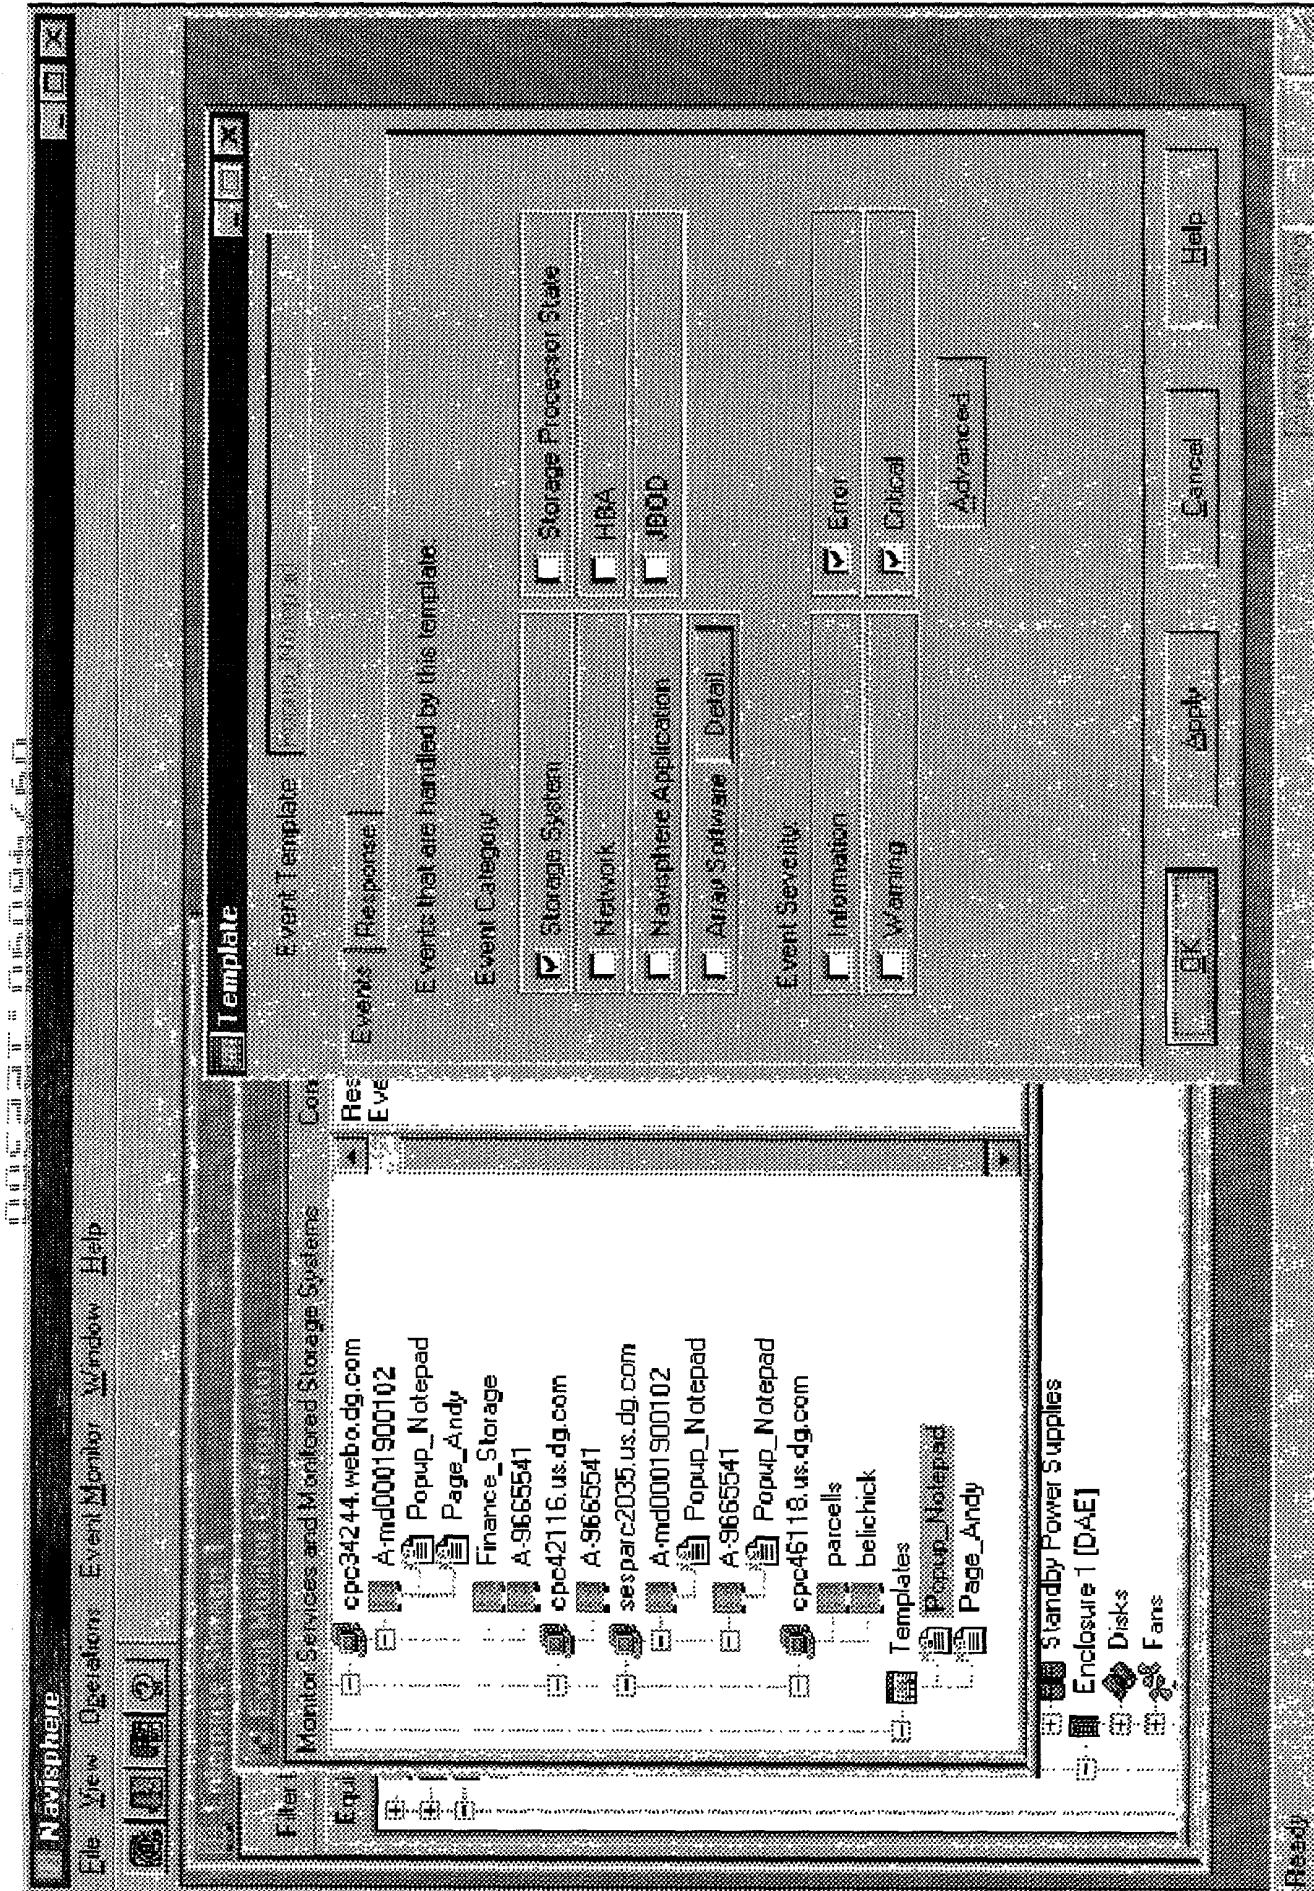 Navisphere
File View Operations Event Monitor Window Help
Filter
Equi
Monitor Services and Monitored Storage Systems
cpc34244.webo.dg.com
A-md0001900102
Popup_Notepad
Page_Andy
Finance_Storage
A-9665541
cpc42116.us.dg.com
A-9665541
sesparc2035.us.dg.com
A-md0001900102
Popup_Notepad
A-9665541
Popup_Notepad
cpc46118.us.dg.com
parcells
belichick
Templates
Popup_Notepad
Page_Andy
Con
Res
Eve
Standby Power Supplies
Enclosure 1 [DAE]
Disks
Fans
Template
Event Template
Events Response
Events that are handled by this template:
Event Category:
Storage System Storage Processor State
Network HBA
Navisphere Application JBOD
Detail...
Event Severity:
Information Error
Warning Critical
Advanced...
OK Apply Cancel Help
Ready